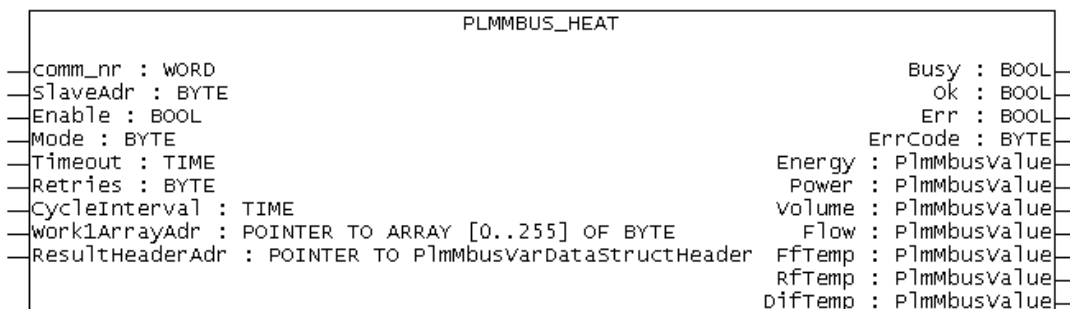 PLMMBUS_HEAT
comm_nr : WORD Busy : BOOL
SlaveAdr : BYTE Ok : BOOL
Enable : BOOL Err : BOOL
Mode : BYTE ErrCode : BYTE
Timeout : TIME Energy : PlmMbusValue
Retries : BYTE Power : PlmMbusValue
CycleInterval : TIME Volume : PlmMbusValue
Work1ArrayAdr : POINTER TO ARRAY [0..255] OF BYTE Flow : PlmMbusValue
ResultHeaderAdr : POINTER TO PlmMbusVarDataStructHeader FfTemp : PlmMbusValue
RfTemp : PlmMbusValue
DifTemp : PlmMbusValue